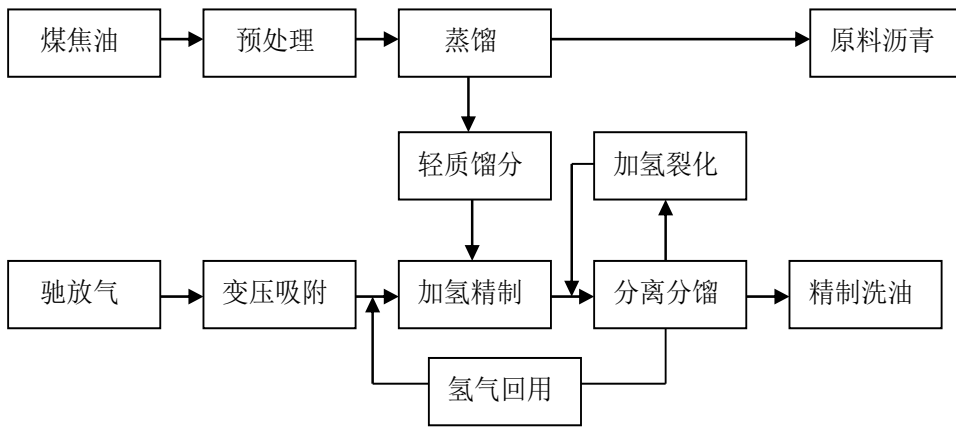 煤焦油
预处理
蒸馏
原料沥青
轻质馏分
加氢裂化
驰放气
变压吸附
加氢精制
分离分馏
精制洗油
氢气回用